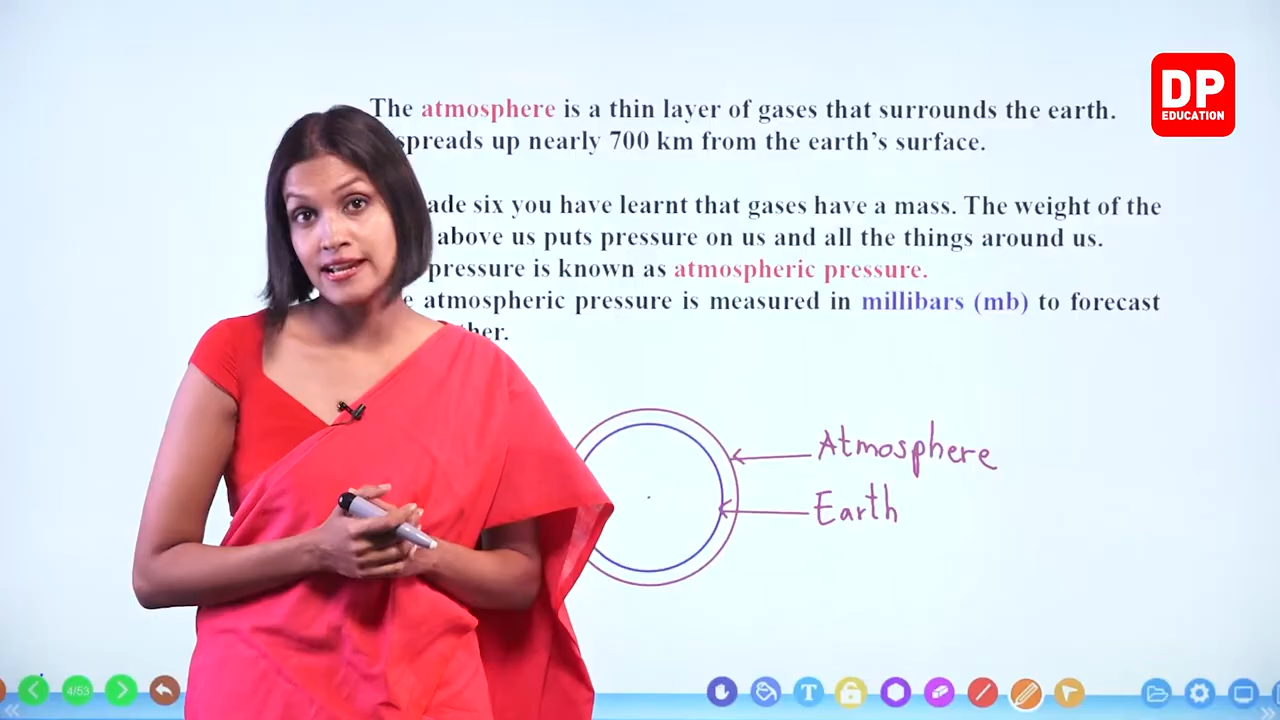 The atmosphere is a thin layer of gases that surrounds the earth.
spreads up nearly 700 km from the earth's surface.
six you have learnt that gases have a mass. The weight of the
above us puts pressure on us and all the things around us.
pressure is known as atmospheric pressure.
atmospheric pressure is measured in millibars (mb) to forecast
Atmosphere
Earth
DP
EDUCATION
4/53
T